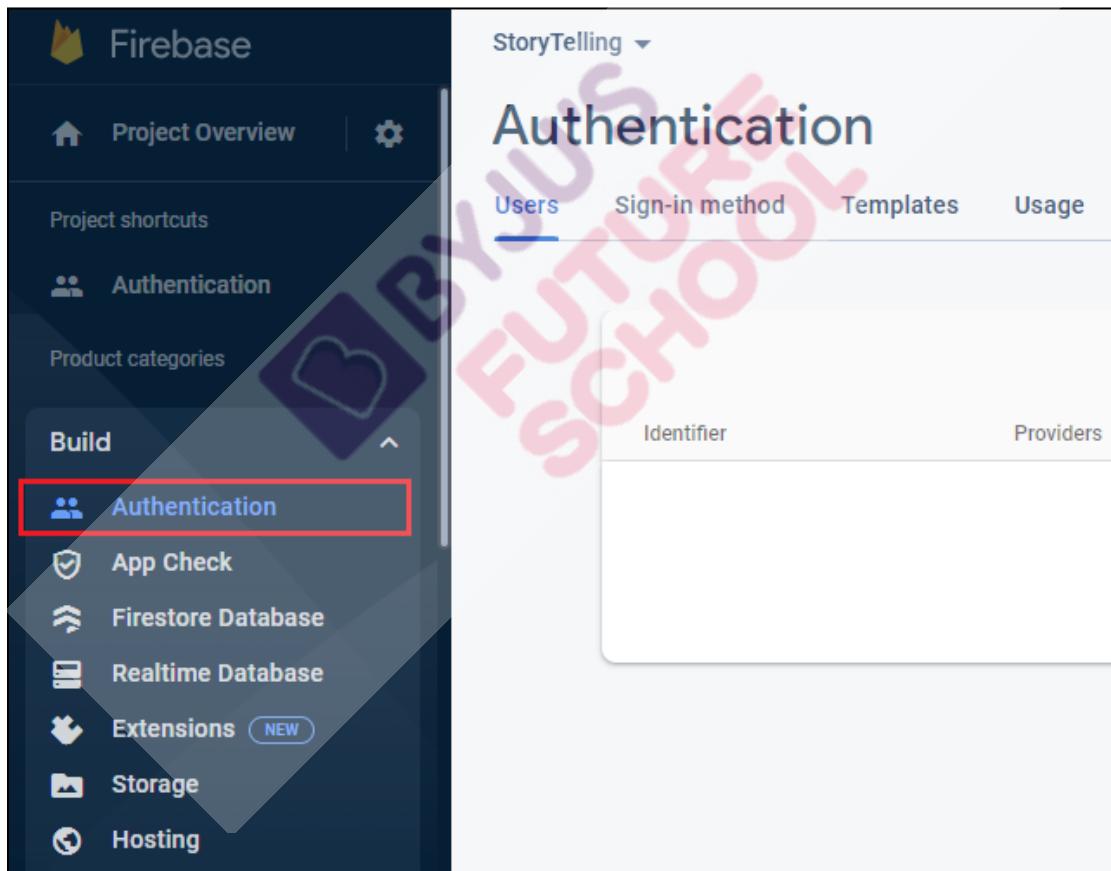 Firebase
Project Overview
Project shortcuts
Authentication
Product categories
Build
Authentication
App Check
Firestore Database
Realtime Database
Extensions NEW
Storage
Hosting
StoryTelling
Authentication
Users Sign-in method Templates Usage
Identifier Providers
BYJU'S
FUTURE
SCHOOL